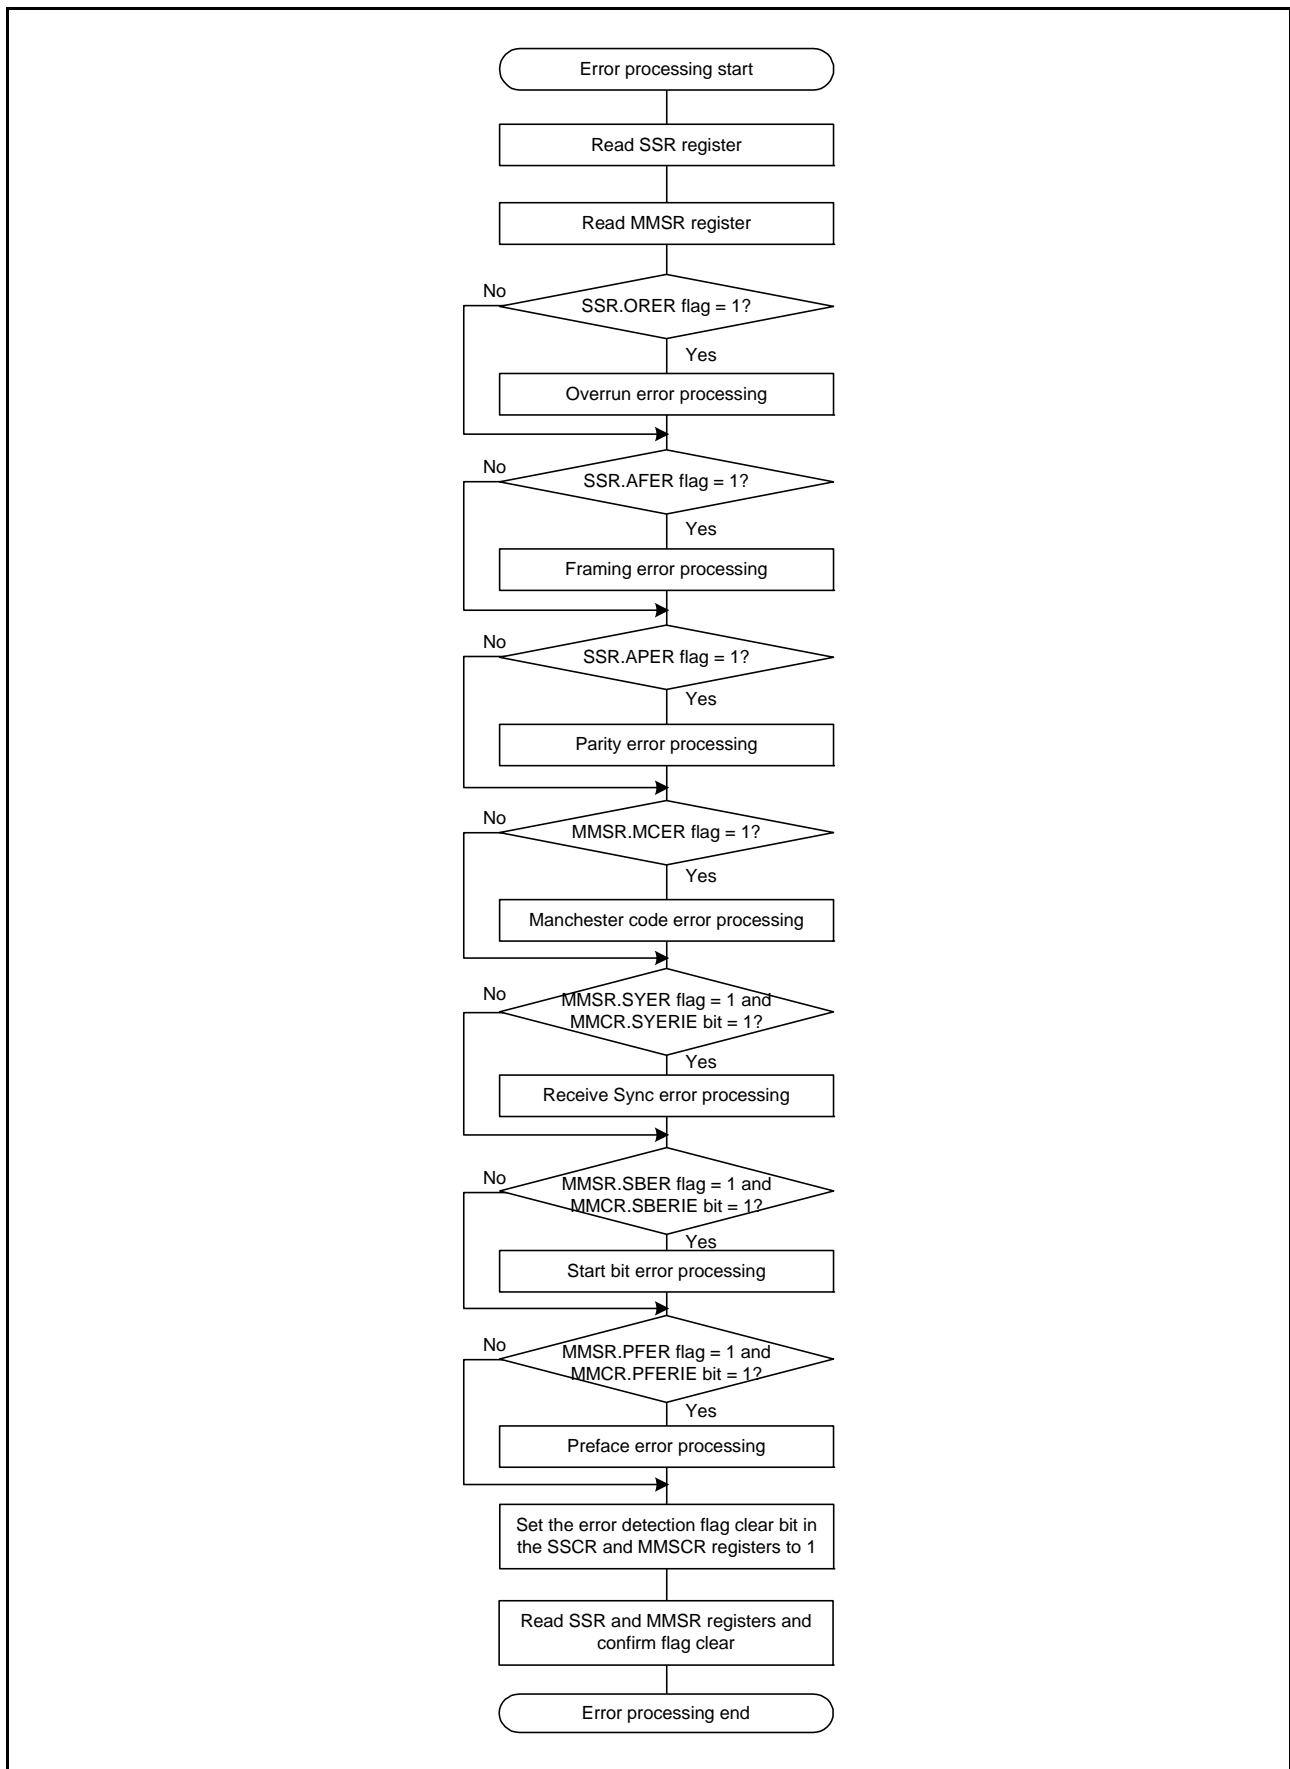 Error processing start
Read SSR register
Read MMSR register
No
SSR.ORER flag = 1?
Yes
Overrun error processing
No
SSR.AFER flag = 1?
Yes
Framing error processing
No
SSR.APER flag = 1?
Yes
Parity error processing
No
MMSR.MCER flag = 1?
Yes
Manchester code error processing
No
MMSR.SYER flag = 1 and
MMCR.SYERIE bit = 1?
Yes
Receive Sync error processing
No
MMSR.SBER flag = 1 and
MMCR.SBERIE bit = 1?
Yes
Start bit error processing
No
MMSR.PFER flag = 1 and
MMCR.PFERIE bit = 1?
Yes
Preface error processing
Set the error detection flag clear bit in
the SSCR and MMSCR registers to 1
Read SSR and MMSR registers and
confirm flag clear
Error processing end